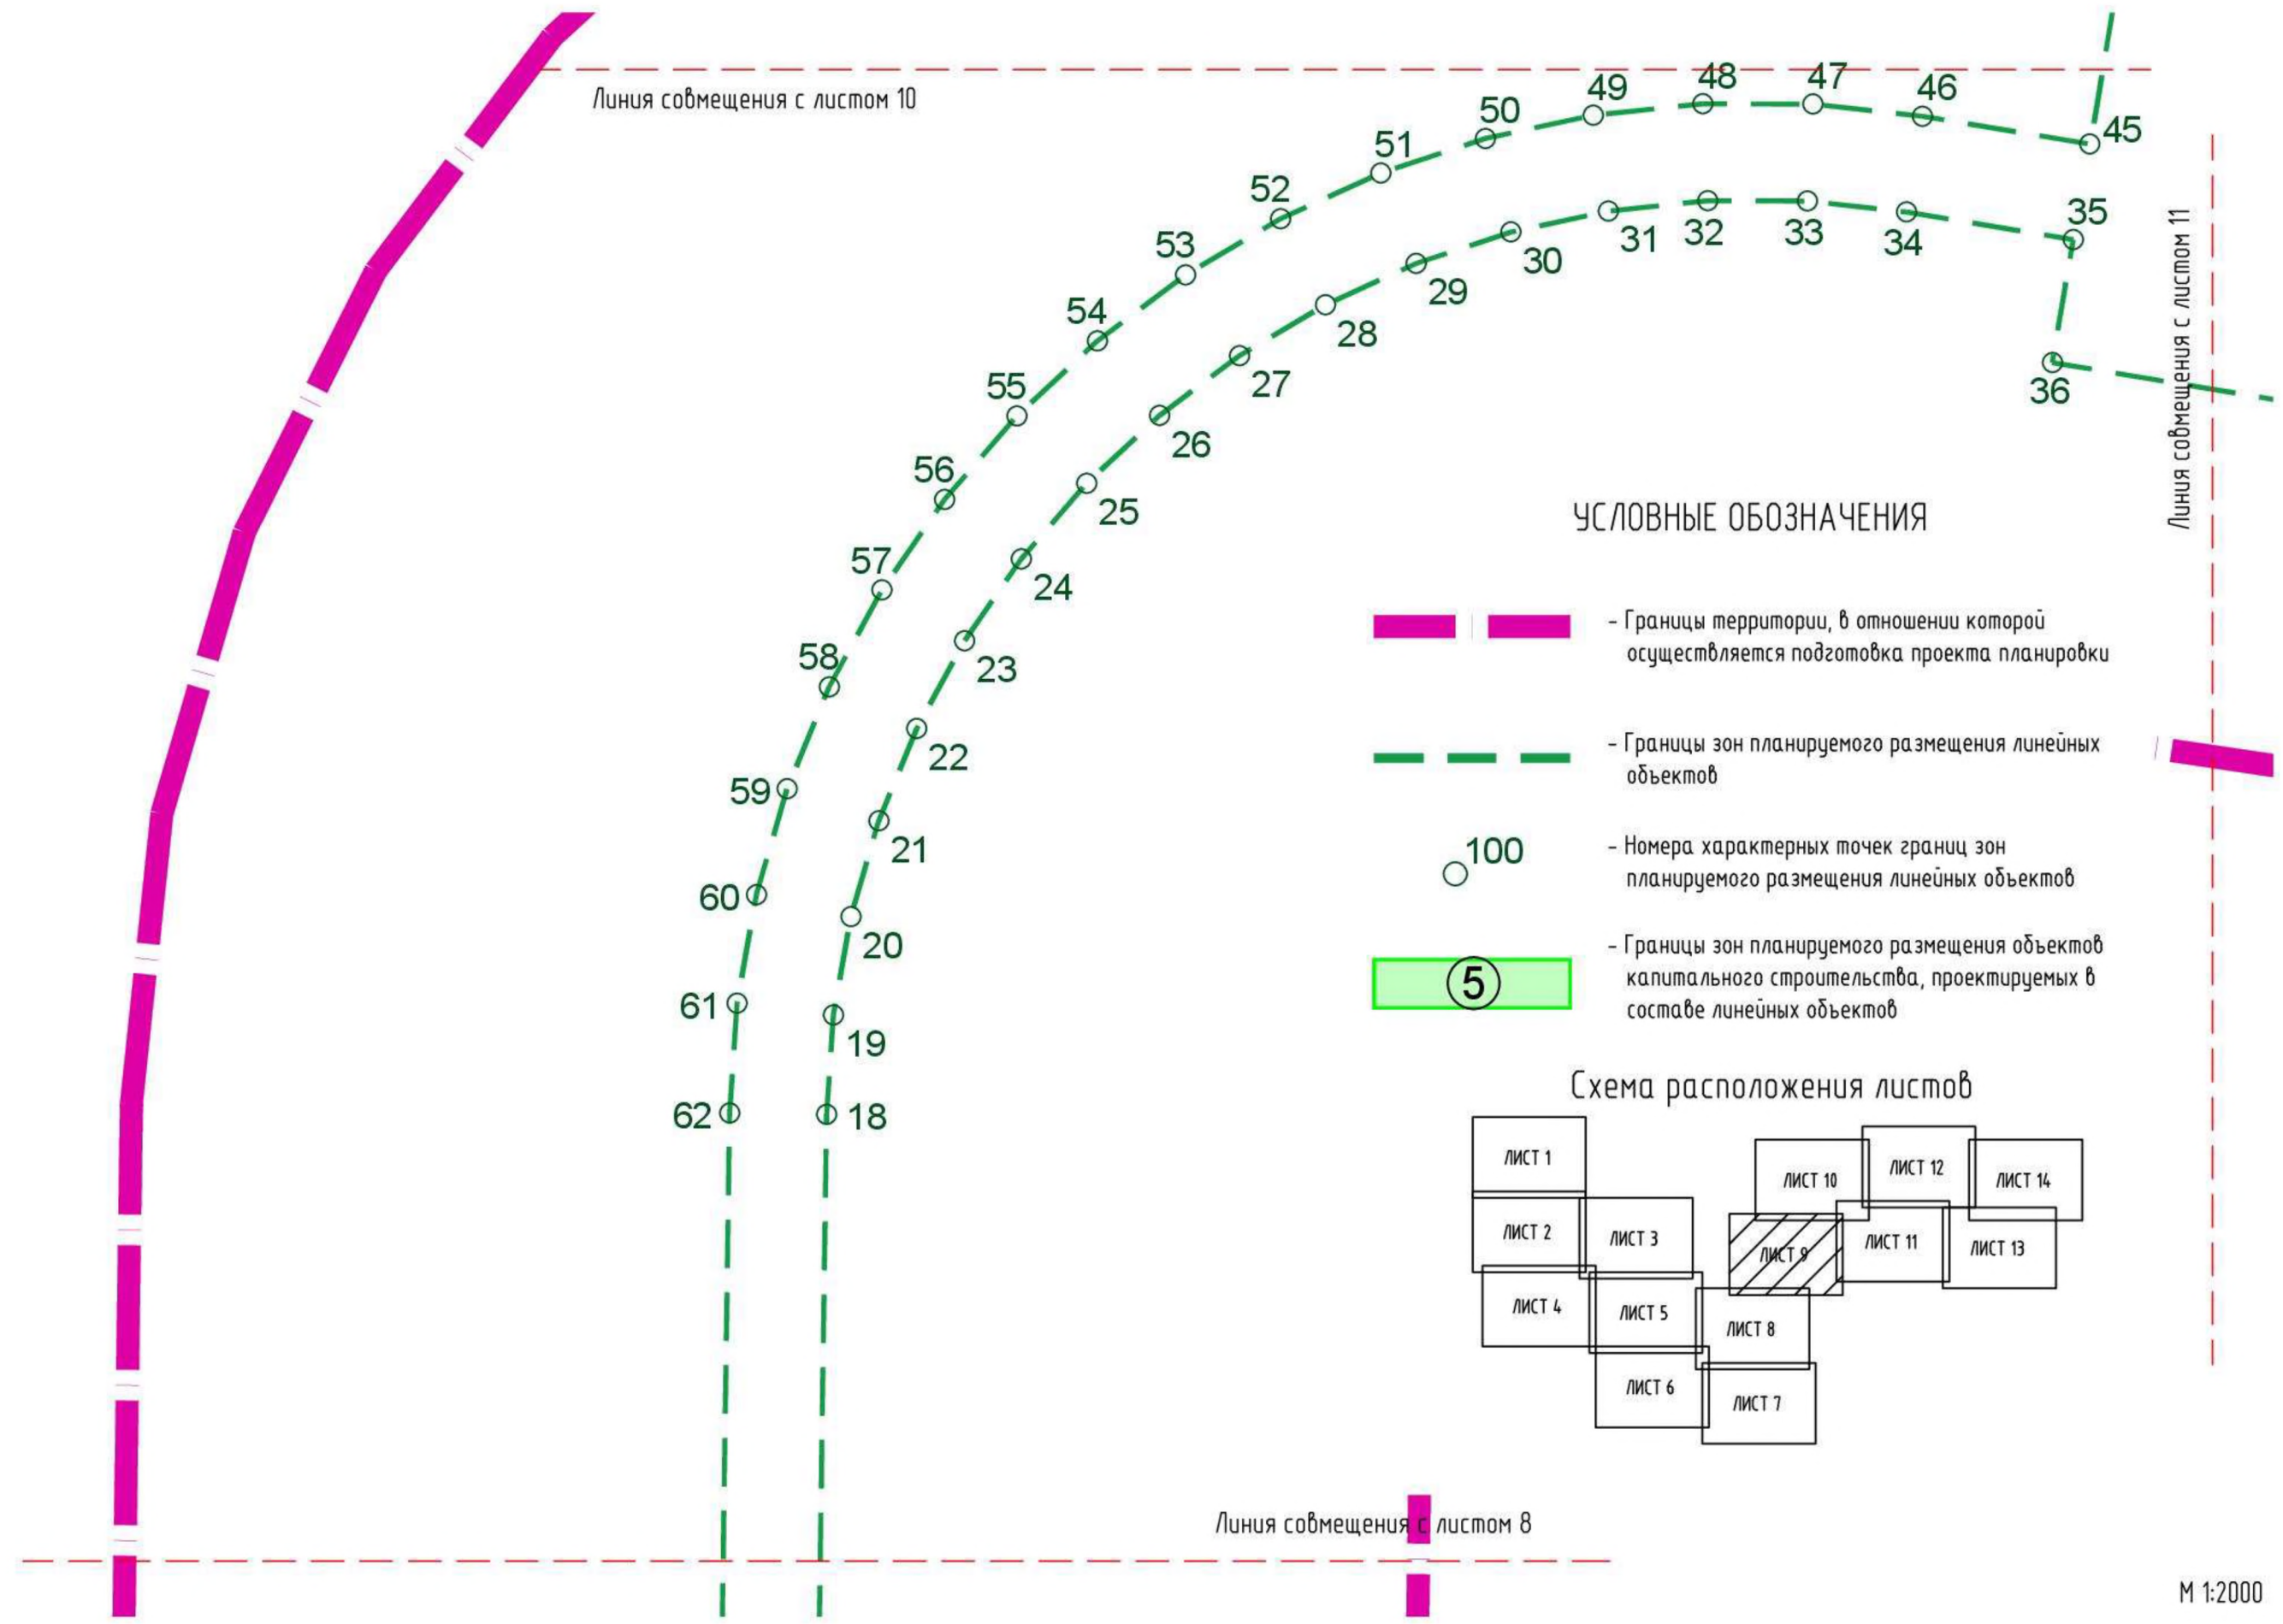 Линия совмещения с листом 10
48
47
49
46
50
45
51
52
35
53
31
32
33
34
30
54
29
28
55
27
36
26
Линия совмещения с листом 11
56
25
57
24
58
23
22
59
21
60
20
61
19
62
18
УСЛОВНЫЕ ОБОЗНАЧЕНИЯ
- Границы территории, в отношении которой
осуществляется подготовка проекта планировки
- Границы зон планируемого размещения линейных
объектов
100
- Номера характерных точек границ зон
планируемого размещения линейных объектов
5
- Границы зон планируемого размещения объектов
капитального строительства, проектируемых в
составе линейных объектов
Схема расположения листов
ЛИСТ 1
ЛИСТ 12
ЛИСТ 10
ЛИСТ 14
ЛИСТ 2
ЛИСТ 3
ЛИСТ 9
ЛИСТ 11
ЛИСТ 13
ЛИСТ 4
ЛИСТ 5
ЛИСТ 8
ЛИСТ 6
ЛИСТ 7
Линия совмещения с листом 8
М 1:2000